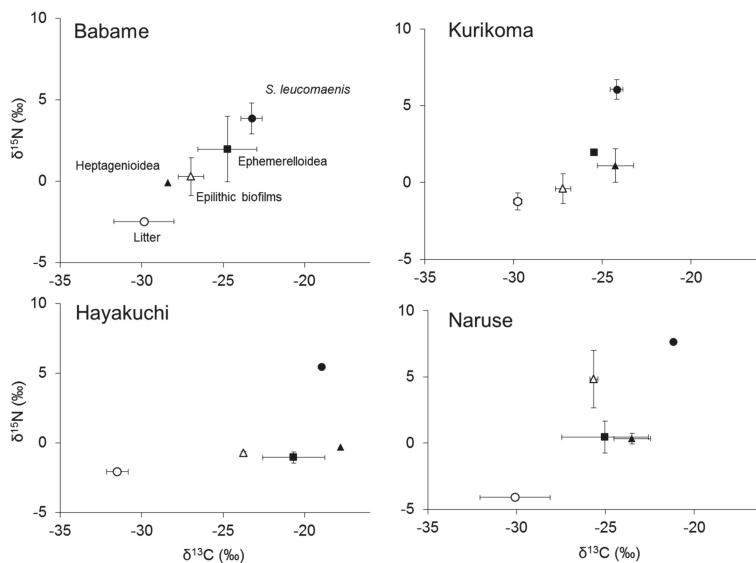 Babame
Kurikoma
10
5
0
-5
δ15N (‰)
S. leucomaenis
Heptagenioidea
Ephemerelloidea
Epilithic biofilms
Litter
-35 -30 -25 -20
10
5
0
-5
-35 -30 -25 -20
Hayakuchi
Naruse
10
5
0
-5
δ15N (‰)
-35 -30 -25 -20
δ13C (‰)
10
5
0
-5
-35 -30 -25 -20
δ13C (‰)